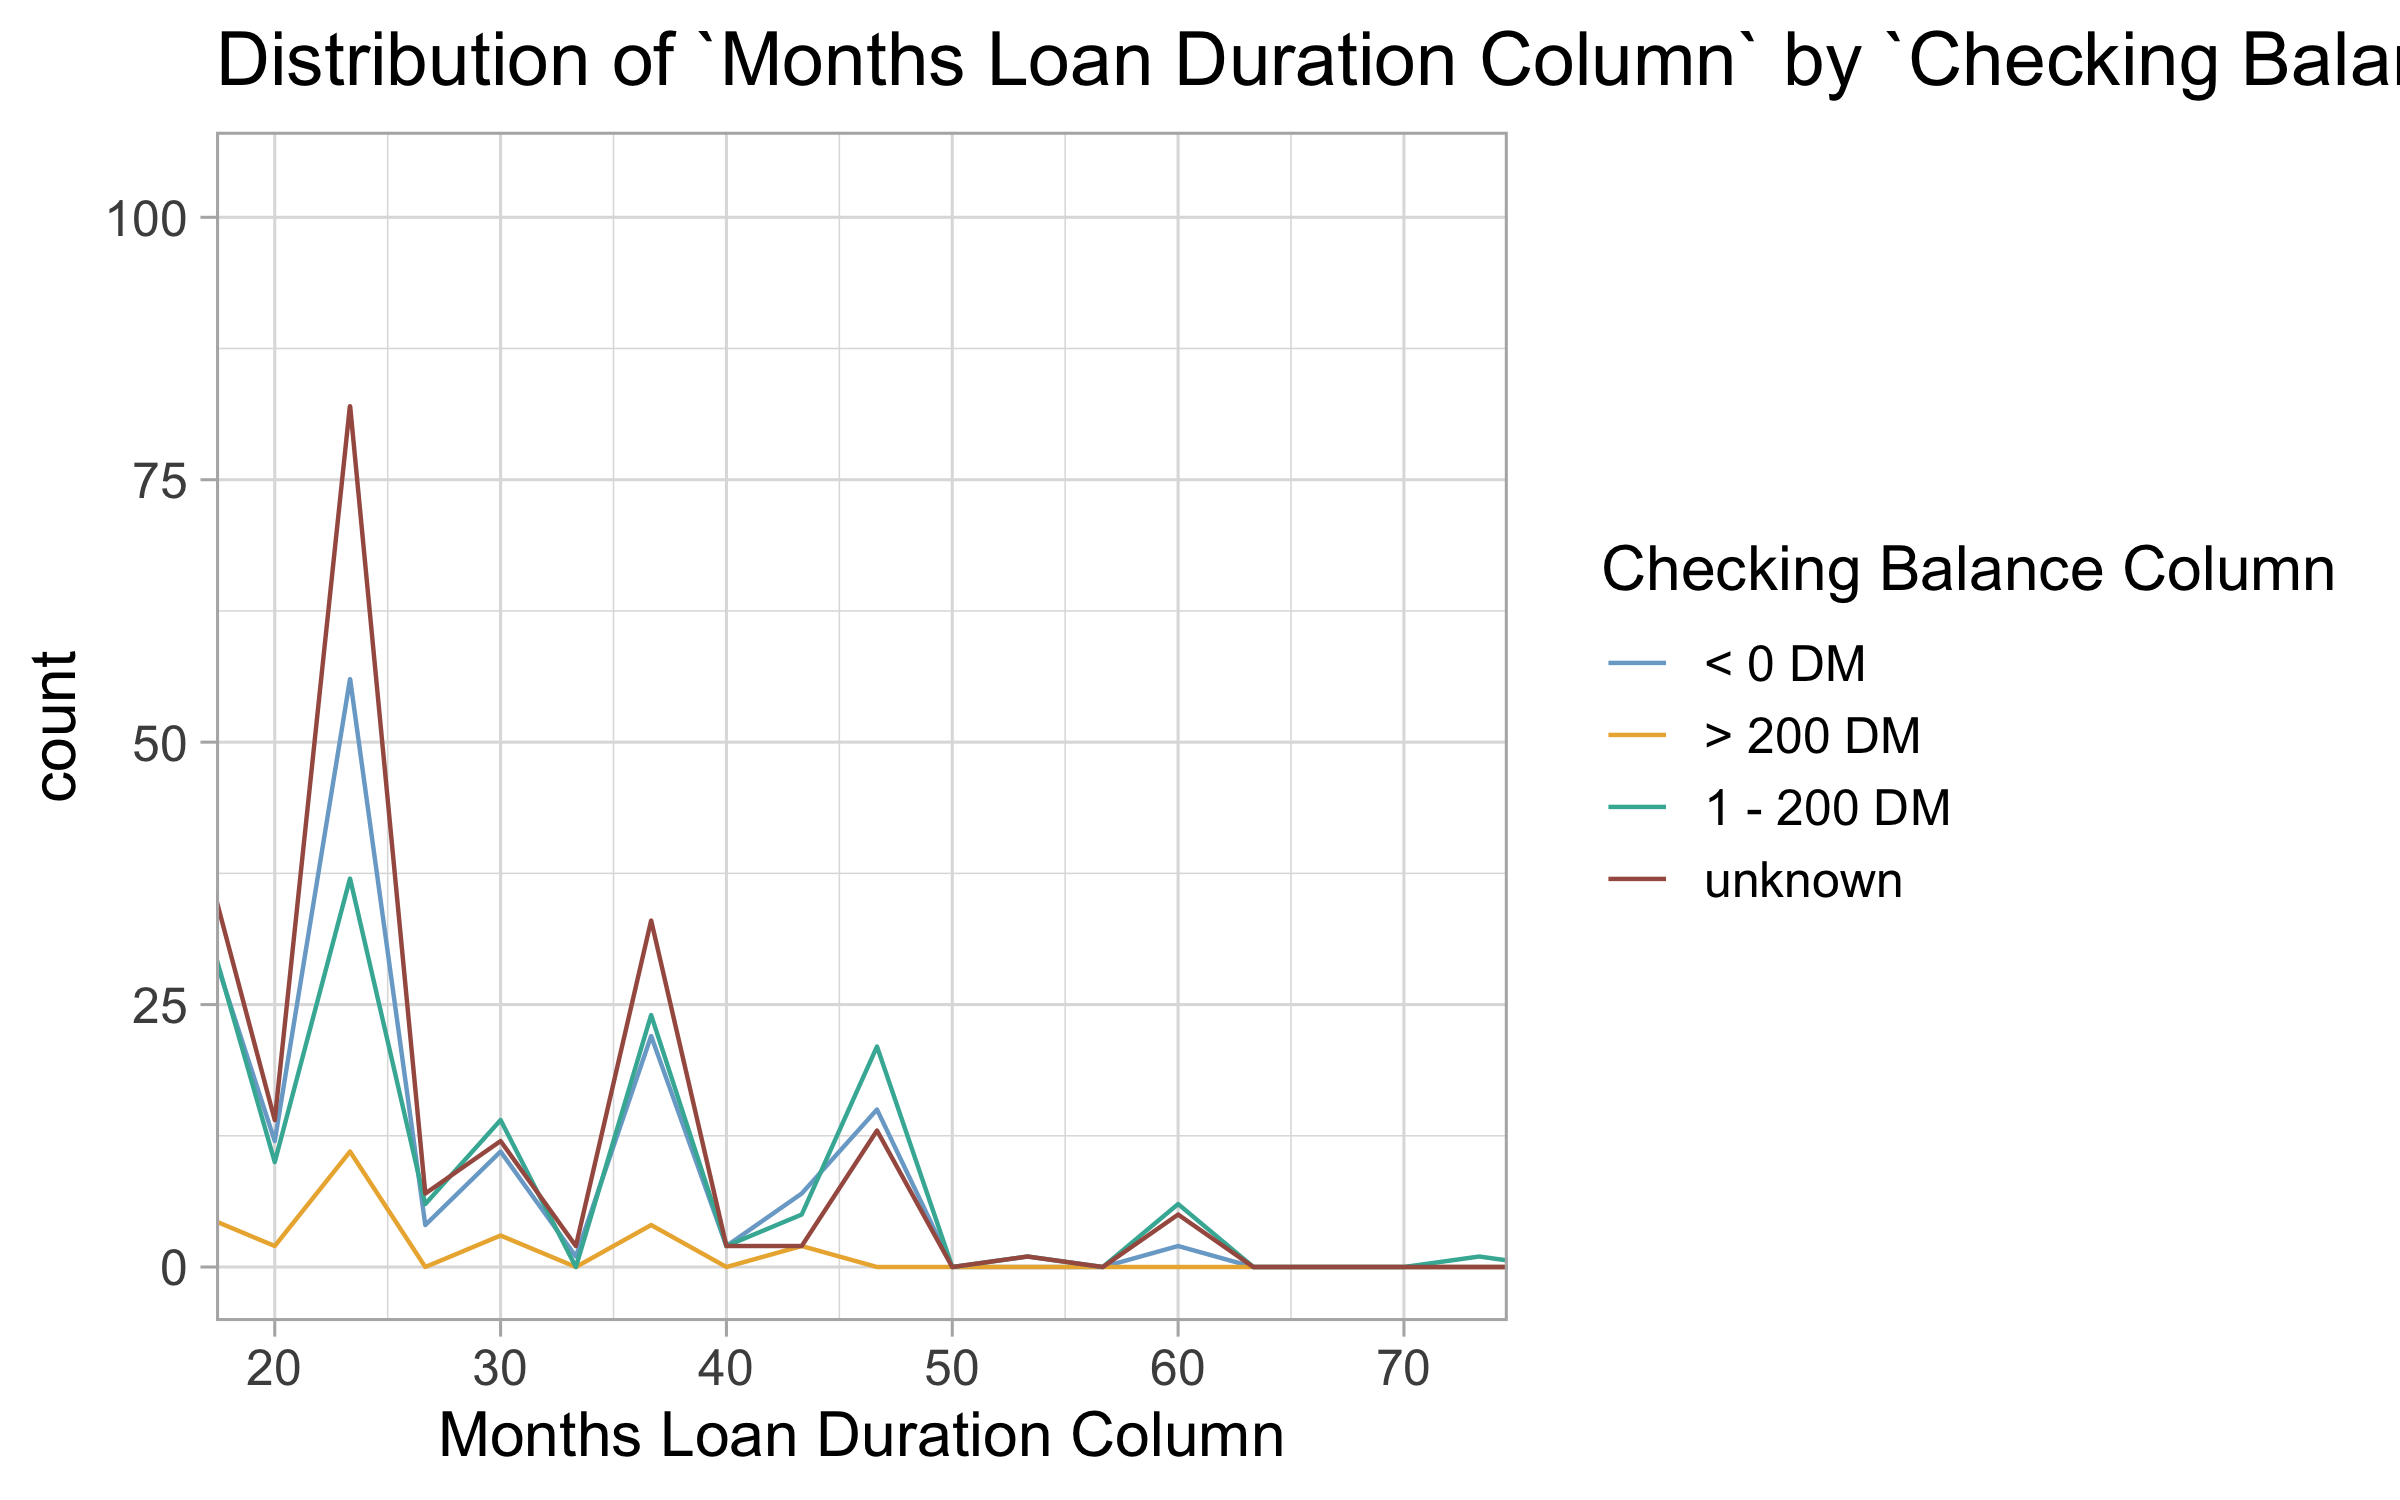 Distribution of `Months Loan Duration Column` by `Checking Balan
100
75
50
25
0
count
20 30 40 50 60 70
Months Loan Duration Column
Checking Balance Column
< 0 DM
> 200 DM
1 - 200 DM
unknown